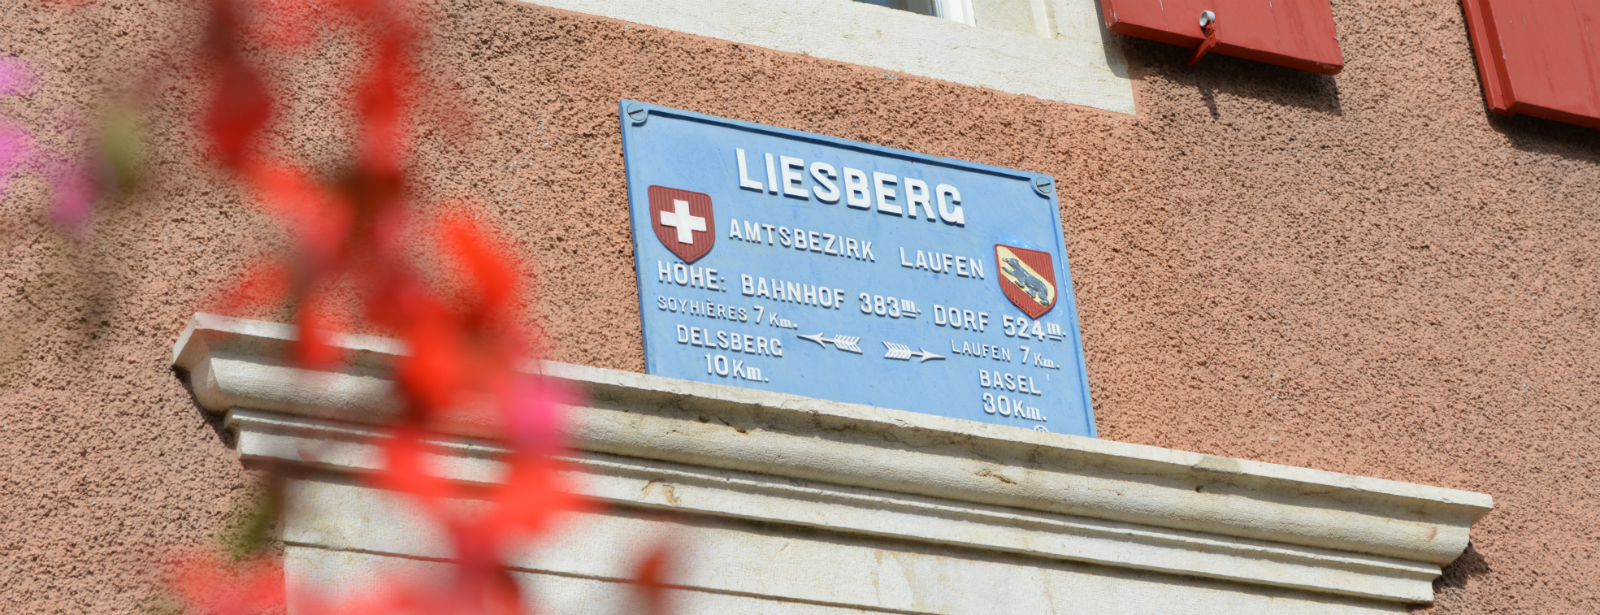 LIESBERG
AMTSBEZIRK LAUFEN
HÖHE: BAHNHOF 383m. DORF 524m.
SOYHIÈRES 7 Km.
DELSBERG
10 Km.
LAUFEN 7 Km.
BASEL
30 Km.